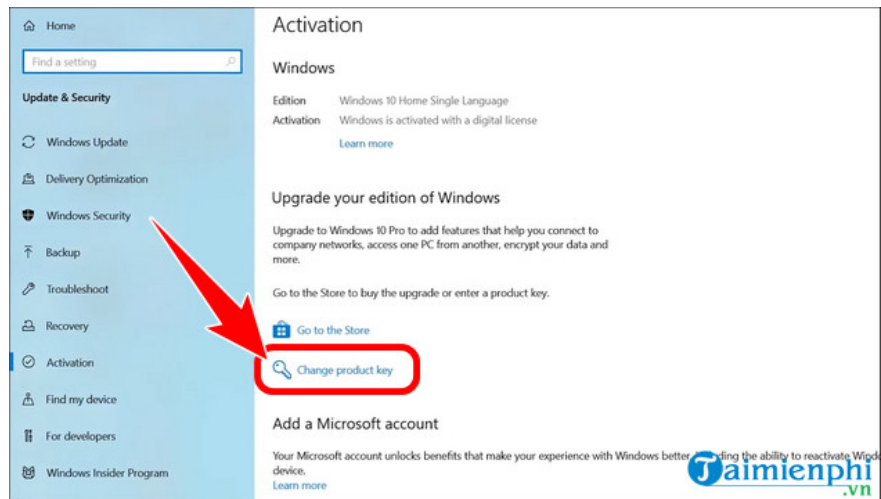 Home
Find a setting
Update & Security
Windows Update
Delivery Optimization
Windows Security
Backup
Troubleshoot
Recovery
Activation
Find my device
For developers
Windows Insider Program
Activation
Windows
Edition Windows 10 Home Single Language
Activation Windows is activated with a digital license
Learn more
Upgrade your edition of Windows
Upgrade to Windows 10 Pro to add features that help you connect to
company networks, access one PC from another, encrypt your data and
more.
Go to the Store to buy the upgrade or enter a product key.
Go to the Store
Change product key
Add a Microsoft account
Your Microsoft account unlocks benefits that make your experience with Windows better, the ability to reactivate
device.
Learn more
Taimienphi
.vn